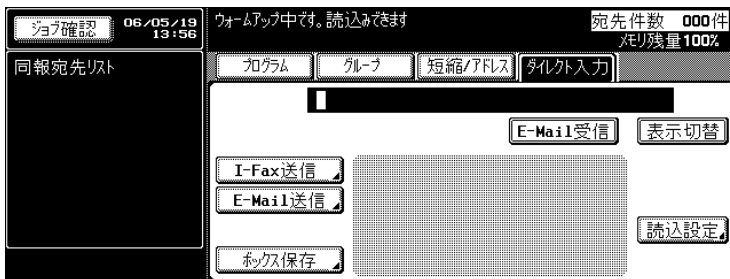 ジョブ確認
06/05/19
13:56
ウォームアップ中です。読込みできます
宛先件数 000件
メモリ残量100%
同報宛先リスト
プログラム
グループ
短縮/アドレス
ダイレクト入力
E-Mail受信
表示切替
I-Fax送信
E-Mail送信
読込設定
ボックス保存